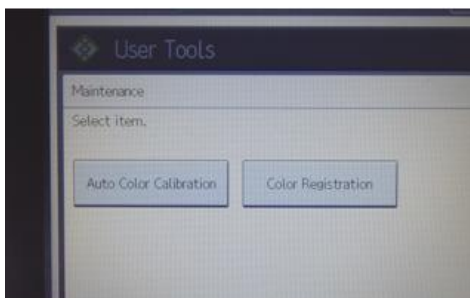 User Tools
Maintenance
Select item.
Auto Color Calibration Color Registration